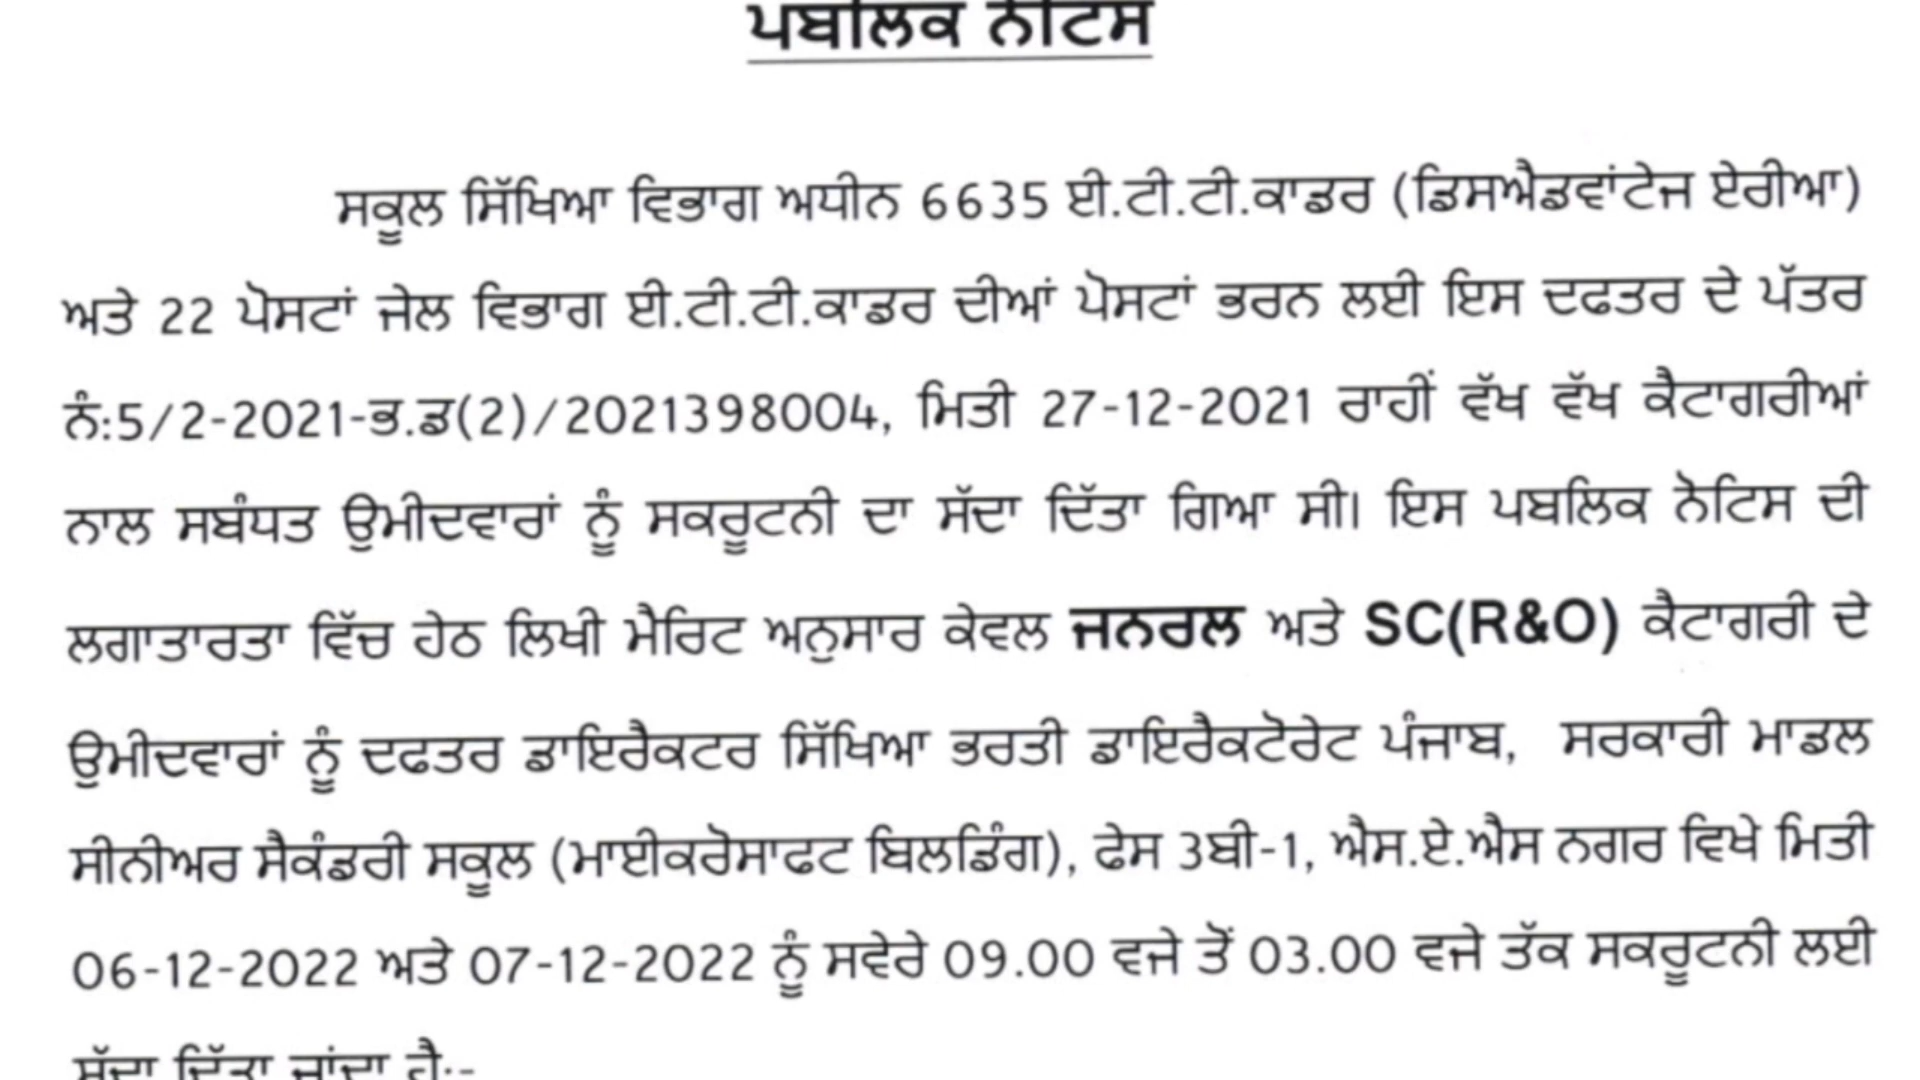 ਪਬਲਿਕ ਨੋਟਿਸ
ਸਕੂਲ ਸਿੱਖਿਆ ਵਿਭਾਗ ਅਧੀਨ 6635 ਈ.ਟੀ.ਟੀ.ਕਾਡਰ (ਡਿਸਐਡਵਾਂਟੇਜ ਏਰੀਆ)
ਅਤੇ 22 ਪੋਸਟਾਂ ਜੇਲ ਵਿਭਾਗ ਈ.ਟੀ.ਟੀ.ਕਾਡਰ ਦੀਆਂ ਪੋਸਟਾਂ ਭਰਨ ਲਈ ਇਸ ਦਫਤਰ ਦੇ ਪੱਤਰ
ਨੰ:5/2-2021-ਭ.ਡ(2)/2021398004, ਮਿਤੀ 27-12-2021 ਰਾਹੀਂ ਵੱਖ ਵੱਖ ਕੈਟਾਗਰੀਆਂ
ਨਾਲ ਸਬੰਧਤ ਉਮੀਦਵਾਰਾਂ ਨੂੰ ਸਕਰੂਟਨੀ ਦਾ ਸੱਦਾ ਦਿੱਤਾ ਗਿਆ ਸੀ। ਇਸ ਪਬਲਿਕ ਨੋਟਿਸ ਦੀ
ਲਗਾਤਾਰਤਾ ਵਿੱਚ ਹੇਠ ਲਿਖੀ ਮੈਰਿਟ ਅਨੁਸਾਰ ਕੇਵਲ ਜਨਰਲ ਅਤੇ SC(R&O) ਕੈਟਾਗਰੀ ਦੇ
ਉਮੀਦਵਾਰਾਂ ਨੂੰ ਦਫਤਰ ਡਾਇਰੈਕਟਰ ਸਿੱਖਿਆ ਭਰਤੀ ਡਾਇਰੈਕਟੋਰੇਟ ਪੰਜਾਬ, ਸਰਕਾਰੀ ਮਾਡਲ
ਸੀਨੀਅਰ ਸੈਕੰਡਰੀ ਸਕੂਲ (ਮਾਈਕਰੋਸਾਫਟ ਬਿਲਡਿੰਗ), ਫੇਸ 3ਬੀ-1, ਐਸ.ਏ.ਐਸ ਨਗਰ ਵਿਖੇ ਮਿਤੀ
06-12-2022 ਅਤੇ 07-12-2022 ਨੂੰ ਸਵੇਰੇ 09.00 ਵਜੇ ਤੋਂ 03.00 ਵਜੇ ਤੱਕ ਸਕਰੂਟਨੀ ਲਈ
ਸੱਦਾ ਦਿੱਤਾ ਜਾਂਦਾ ਹੈ:-